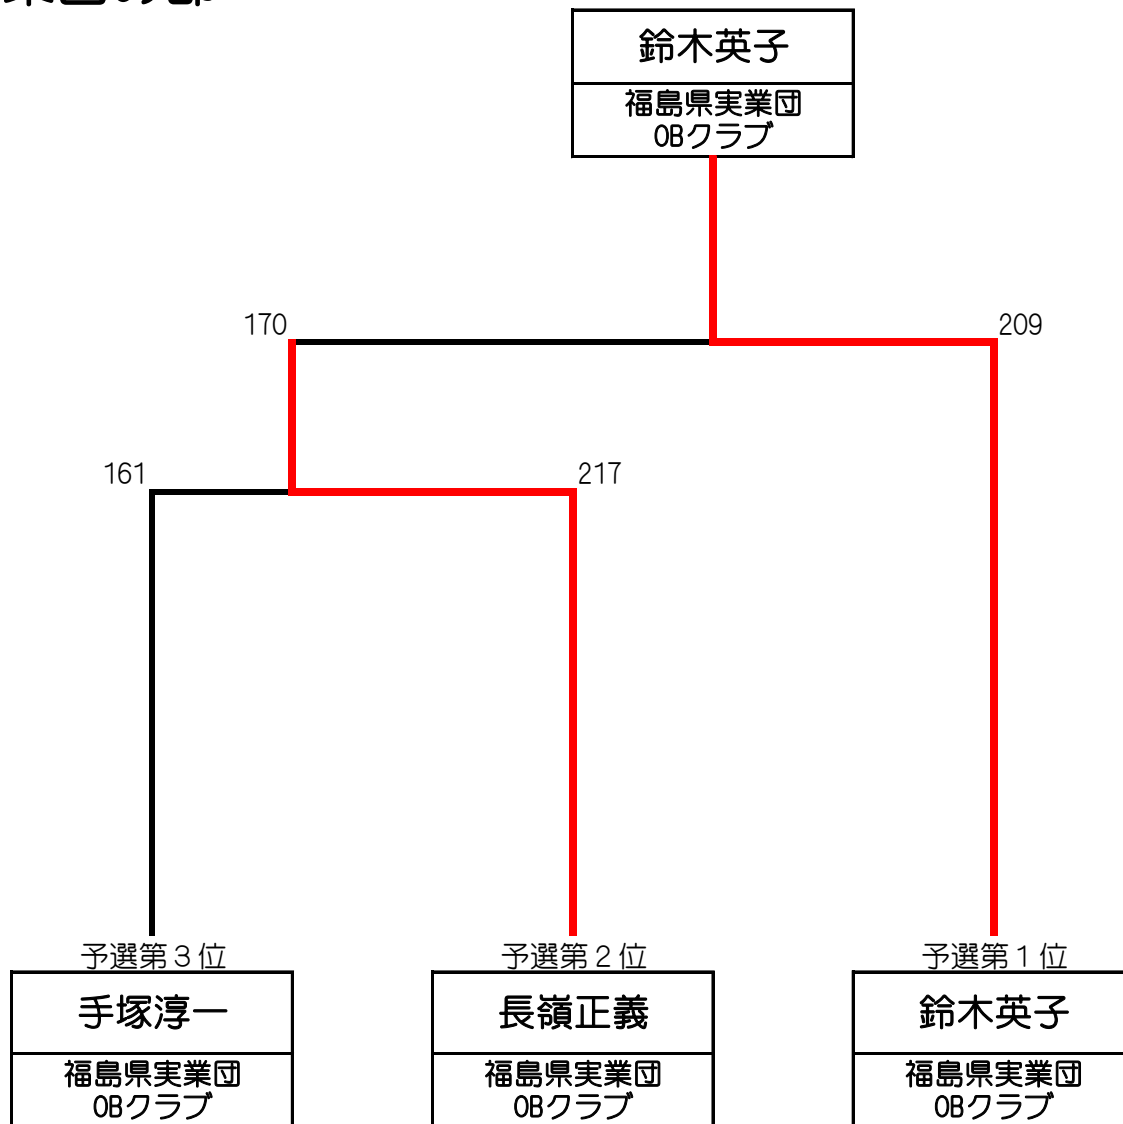 鈴木英子
福島県実業団
OBクラブ
170
209
161
217
予選第３位
予選第２位
予選第１位
手塚淳一
長嶺正義
鈴木英子
福島県実業団
OBクラブ
福島県実業団
OBクラブ
福島県実業団
OBクラブ